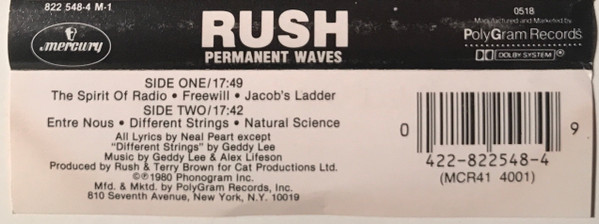 822 548-4 M-1
mercury
RUSH
PERMANENT WAVES
0518
Manufactured and Marketed by
PolyGram Records
DOLBY SYSTEM
SIDE ONE/17:49
The Spirit Of Radio • Freewill • Jacob's Ladder
SIDE TWO/17:42
Entre Nous • Different Strings • Natural Science
All Lyrics by Neal Peart except
"Different Strings" by Geddy Lee
Music by Geddy Lee & Alex Lifeson
Produced by Rush & Terry Brown for Cat Productions Ltd.
©℗1980 Phonogram Inc.
Mfd. & Mktd. by PolyGram Records, Inc.
810 Seventh Avenue, New York, N.Y. 10019
0 9
422-822548-4
(MCR41 4001)